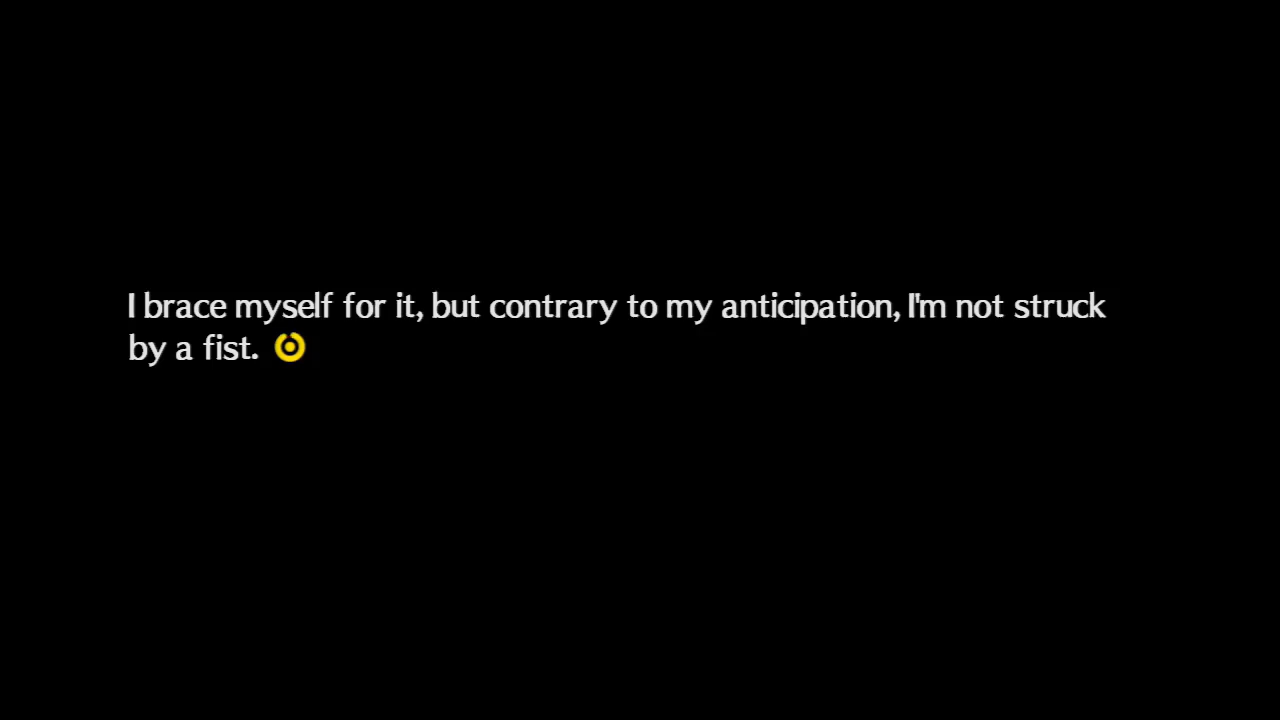 I brace myself for it, but contrary to my anticipation, I'm not struck
by a fist.